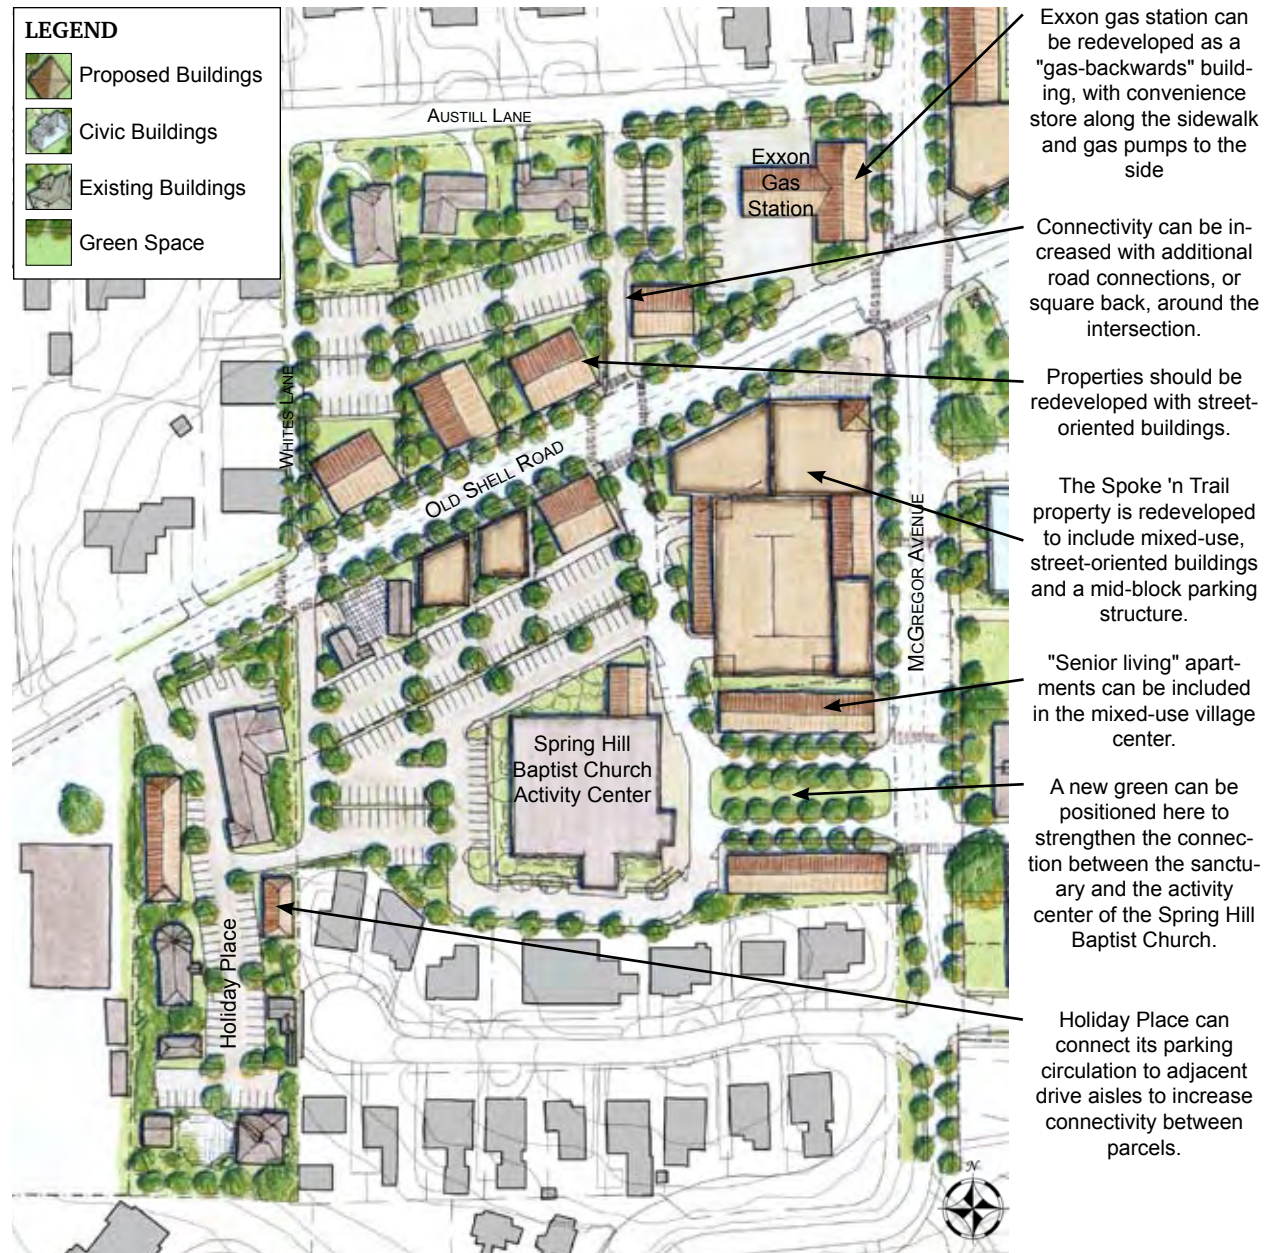 LEGEND
Proposed Buildings
Civic Buildings
Existing Buildings
Green Space
Austill Lane
Exxon
Gas
Station
Whites Lane
Old Shell Road
McGregor Avenue
Spring Hill
Baptist Church
Activity Center
Holiday Place
N
Exxon gas station can
be redeveloped as a
"gas-backwards" build-
ing, with convenience
store along the sidewalk
and gas pumps to the
side
Connectivity can be in-
creased with additional
road connections, or
square back, around the
intersection.
Properties should be
redeveloped with street-
oriented buildings.
The Spoke 'n Trail
property is redeveloped
to include mixed-use,
street-oriented buildings
and a mid-block parking
structure.
"Senior living" apart-
ments can be included
in the mixed-use village
center.
A new green can be
positioned here to
strengthen the connec-
tion between the sanctu-
ary and the activity
center of the Spring Hill
Baptist Church.
Holiday Place can
connect its parking
circulation to adjacent
drive aisles to increase
connectivity between
parcels.